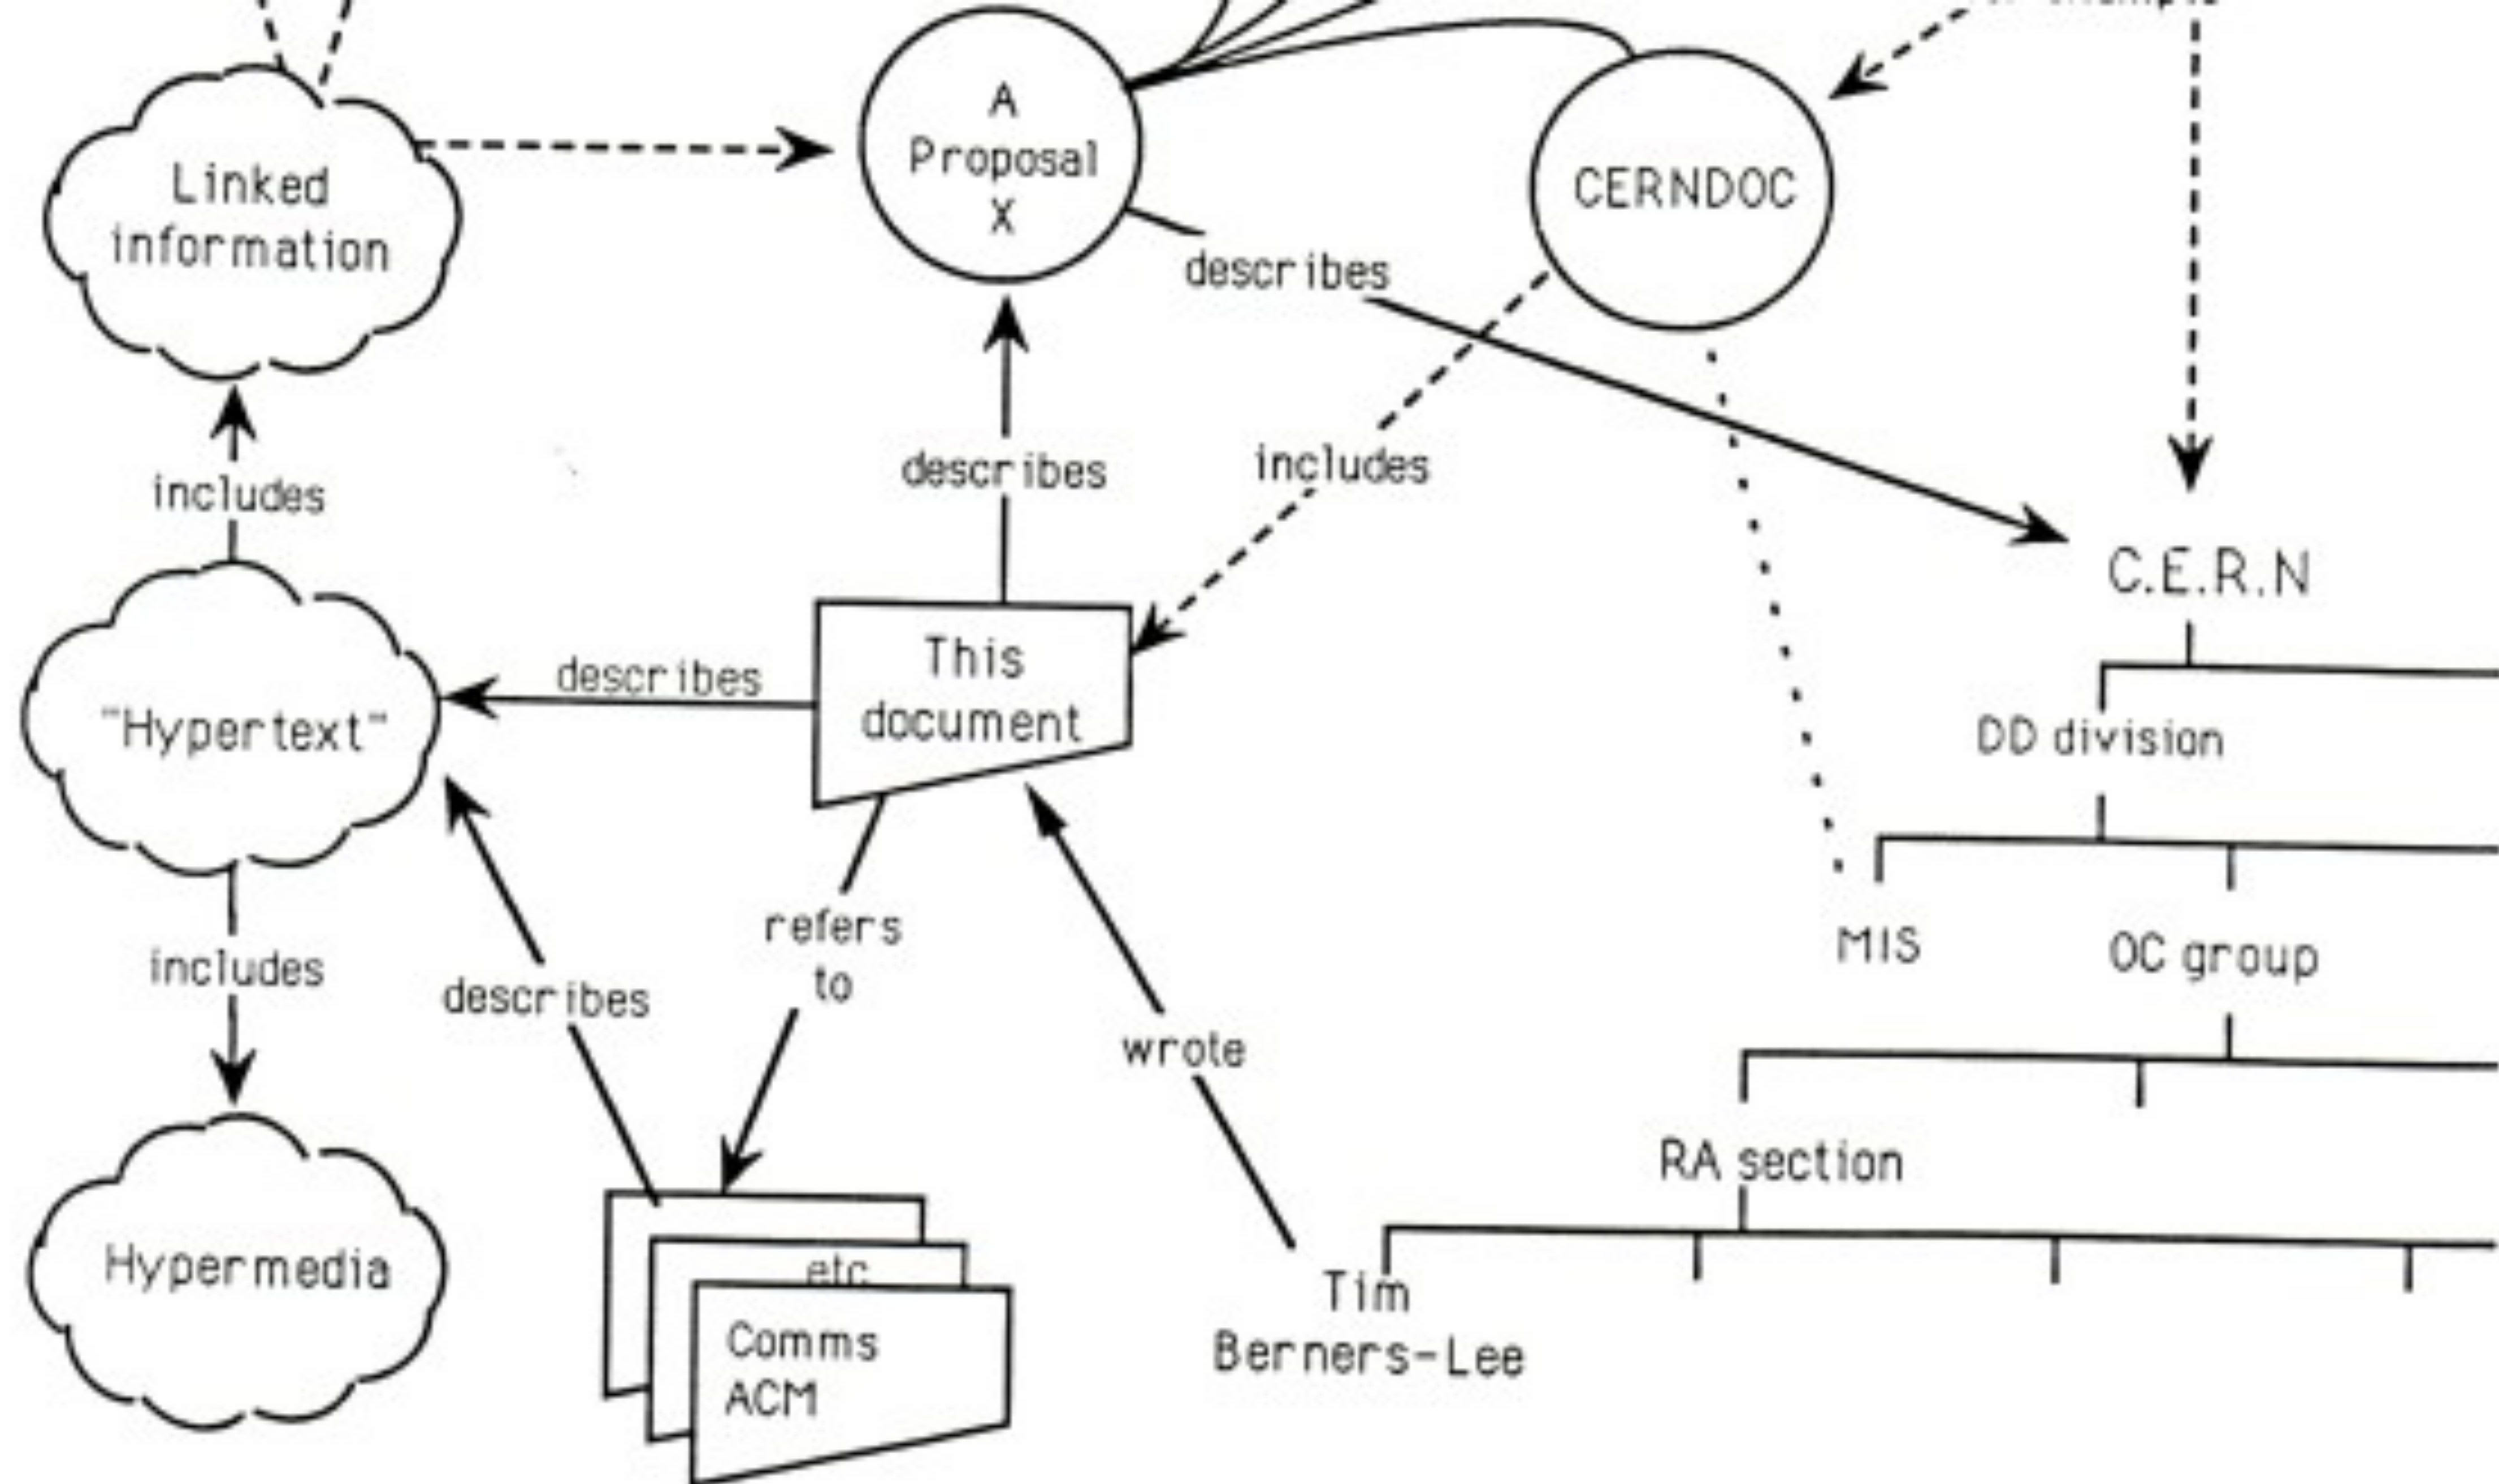 A
Proposal
X
CERNDOC
Linked
information
describes
describes
includes
includes
C.E.R.N
This
document
describes
"Hypertext"
DD division
refers
to
MIS
OC group
includes
describes
wrote
RA section
Hypermedia
etc
Tim
Berners-Lee
Comms
ACM